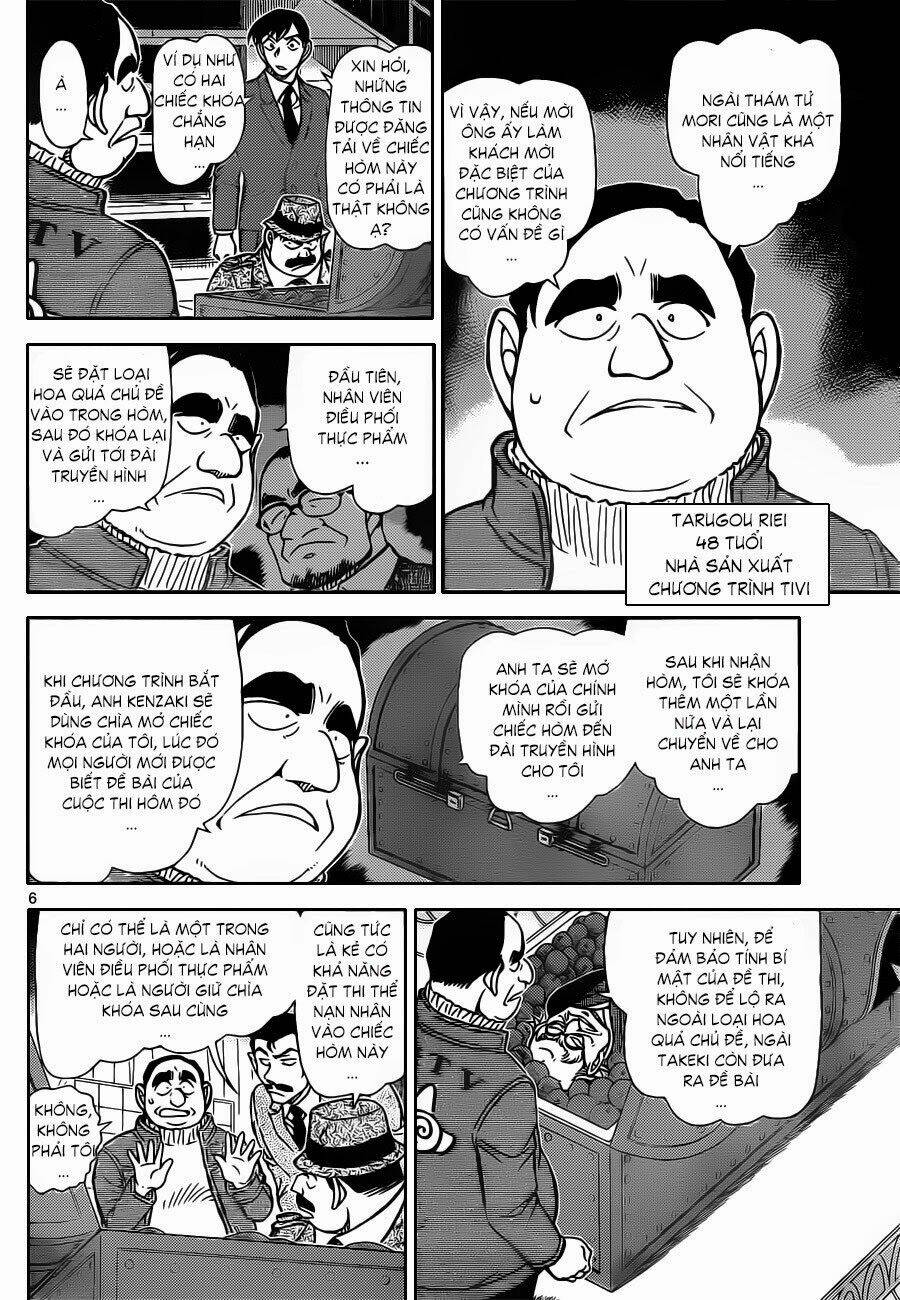 NGÀI THÁM TỬ
MORI CŨNG LÀ MỘT
NHÂN VẬT KHÁ
NỔI TIẾNG
...
VÌ VẬY, NẾU MỜI
ÔNG ẤY LÀM
KHÁCH MỜI
ĐẶC BIỆT CỦA
CHƯƠNG TRÌNH
CŨNG KHÔNG
CÓ VẤN ĐỀ GÌ
...
TARUGOU RIEI
48 TUỔI
NHÀ SẢN XUẤT
CHƯƠNG TRÌNH TIVI
XIN HỎI,
NHỮNG
THÔNG TIN
ĐƯỢC ĐĂNG
TẢI VỀ CHIẾC
HÒM NÀY
CÓ PHẢI LÀ
THẬT KHÔNG
Ạ?
VÍ DỤ NHƯ
CÓ HAI
CHIẾC KHÓA
CHẲNG
HẠN
...
À
...
TV
ĐẦU TIÊN,
NHÂN VIÊN
ĐIỀU PHỐI
THỰC PHẨM
...
SẼ ĐẶT LOẠI
HOA QUẢ CHỦ ĐỀ
VÀO TRONG HÒM,
SAU ĐÓ KHÓA LẠI
VÀ GỬI TỚI ĐÀI
TRUYỀN HÌNH
...
SAU KHI NHẬN
HÒM, TÔI SẼ KHÓA
THÊM MỘT LẦN
NỮA VÀ LẠI
CHUYỂN VỀ CHO
ANH TA
...
ANH TA SẼ MỞ
KHÓA CỦA CHÍNH
MÌNH RỒI GỬI
CHIẾC HÒM ĐẾN
ĐÀI TRUYỀN HÌNH
CHO TÔI
...
KHI CHƯƠNG TRÌNH BẮT
ĐẦU, ANH KENZAKI SẼ
DÙNG CHÌA MỞ CHIẾC
KHÓA CỦA TÔI, LÚC ĐÓ
MỌI NGƯỜI MỚI ĐƯỢC
BIẾT ĐỀ BÀI CỦA
CUỘC THI HÔM ĐÓ
...
6
TUY NHIÊN, ĐỂ
ĐẢM BẢO TÍNH BÍ
MẬT CỦA ĐỀ THI,
KHÔNG ĐỂ LỘ RA
NGOÀI LOẠI HOA
QUẢ CHỦ ĐỀ, NGÀI
TAKEKI CÒN ĐƯA
RA ĐỀ BÀI
...
TV
CŨNG TỨC
LÀ KẺ CÓ
KHẢ NĂNG
ĐẶT THI THỂ
NẠN NHÂN
VÀO CHIẾC
HÒM NÀY
...
CHỈ CÓ THỂ LÀ MỘT TRONG
HAI NGƯỜI, HOẶC LÀ NHÂN
VIÊN ĐIỀU PHỐI THỰC PHẨM
HOẶC LÀ NGƯỜI GIỮ CHÌA
KHÓA SAU CÙNG
...
KHÔNG,
KHÔNG
PHẢI TÔI
...